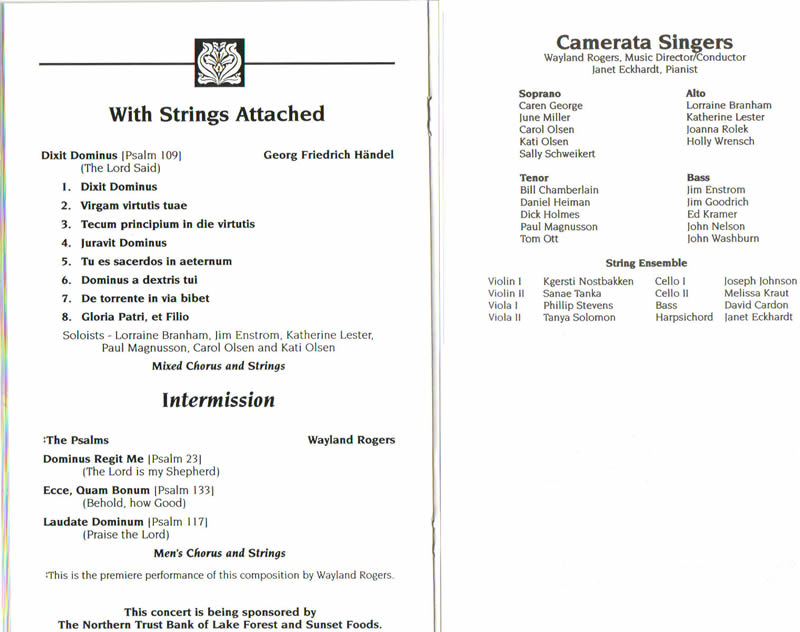 With Strings Attached
Dixit Dominus [Psalm 109] Georg Friedrich Händel
(The Lord Said)
1. Dixit Dominus
2. Virgam virtutis tuae
3. Tecum principium in die virtutis
4. Juravit Dominus
5. Tu es sacerdos in aeternum
6. Dominus a dextris tui
7. De torrente in via bibet
8. Gloria Patri, et Filio
Soloists - Lorraine Branham, Jim Enstrom, Katherine Lester,
Paul Magnusson, Carol Olsen and Kati Olsen
Mixed Chorus and Strings
Intermission
:The Psalms Wayland Rogers
Dominus Regit Me [Psalm 23]
(The Lord is my Shepherd)
Ecce, Quam Bonum [Psalm 133]
(Behold, how Good)
Laudate Dominum [Psalm 117]
(Praise the Lord)
Men's Chorus and Strings
:This is the premiere performance of this composition by Wayland Rogers.
This concert is being sponsored by
The Northern Trust Bank of Lake Forest and Sunset Foods.
Camerata Singers
Wayland Rogers, Music Director/Conductor
Janet Eckhardt, Pianist
Soprano
Caren George
June Miller
Carol Olsen
Kati Olsen
Sally Schweikert
Alto
Lorraine Branham
Katherine Lester
Joanna Rolek
Holly Wrensch
Tenor
Bill Chamberlain
Daniel Heiman
Dick Holmes
Paul Magnusson
Tom Ott
Bass
Jim Enstrom
Jim Goodrich
Ed Kramer
John Nelson
John Washburn
String Ensemble
Violin I Kgersti Nostbakken Cello I Joseph Johnson
Violin II Sanae Tanka Cello II Melissa Kraut
Viola I Phillip Stevens Bass David Cardon
Viola II Tanya Solomon Harpsichord Janet Eckhardt